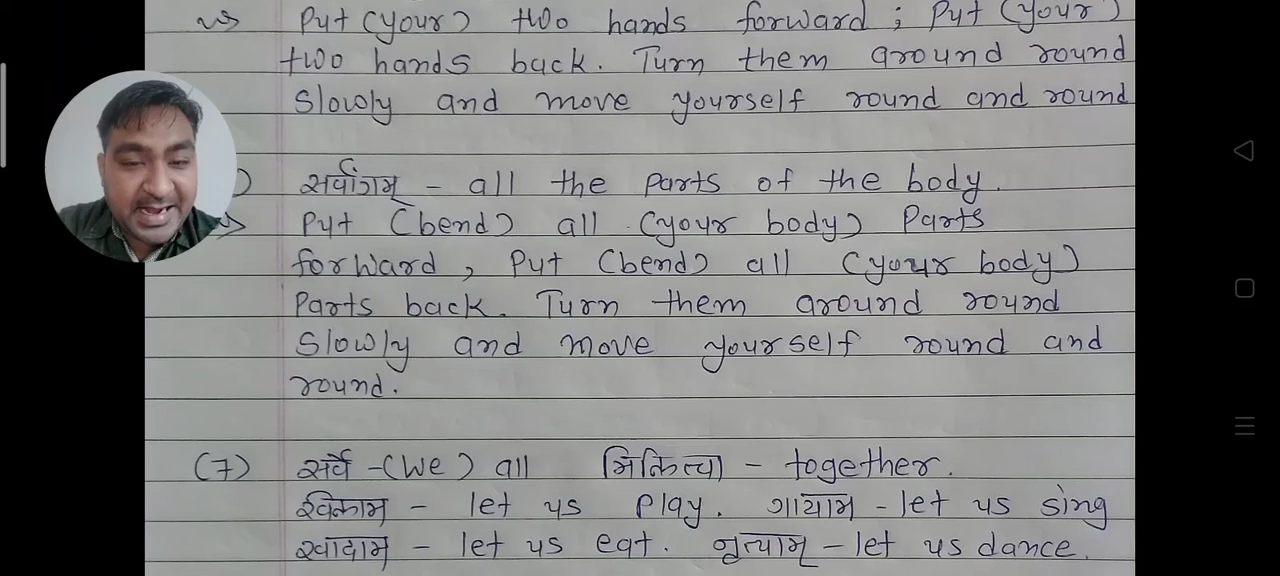 Put (your) two hands forward ; Put (your)
two hands back. Turn them around round
Slowly and move yourself round and round
) सर्वांगम् - all the parts of the body.
Put (bend) all (your body) Parts
forward, Put (bend) all (your body)
Parts back. Turn them around round
Slowly and move yourself round and
round.
(7) सर्वे -(We) all मिलित्वा - together.
खेलाम - let us play. गायाम - let us sing
खादाम - let us eat. नृत्याम् - let us dance.